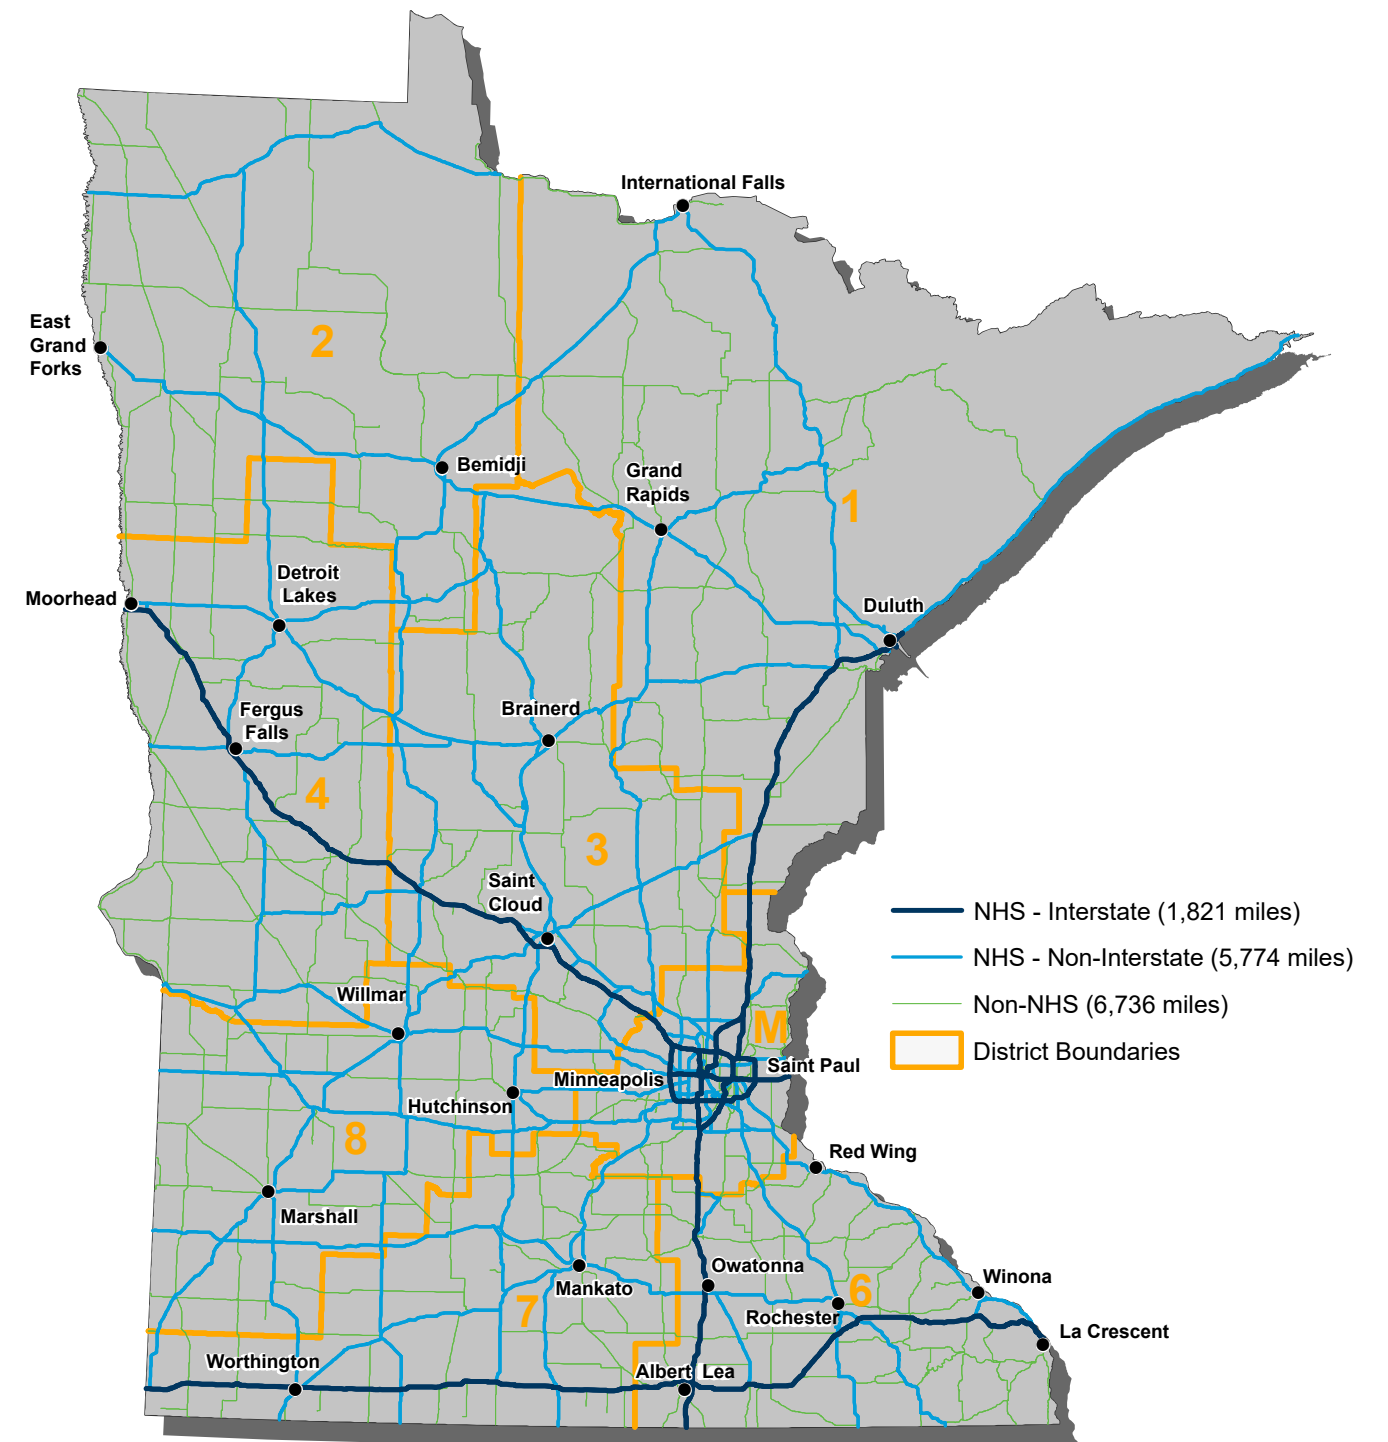 International Falls
East
Grand
Forks
2
Bemidji
Grand
Rapids
1
Detroit
Lakes
Moorhead
Duluth
Fergus
Falls
Brainerd
4
3
Saint
Cloud
NHS - Interstate (1,821 miles)
NHS - Non-Interstate (5,774 miles)
Non-NHS (6,736 miles)
District Boundaries
Willmar
M
Saint Paul
Minneapolis
Hutchinson
8
Red Wing
Marshall
Owatonna
Mankato
Winona
6
7
Rochester
La Crescent
Worthington
Albert Lea